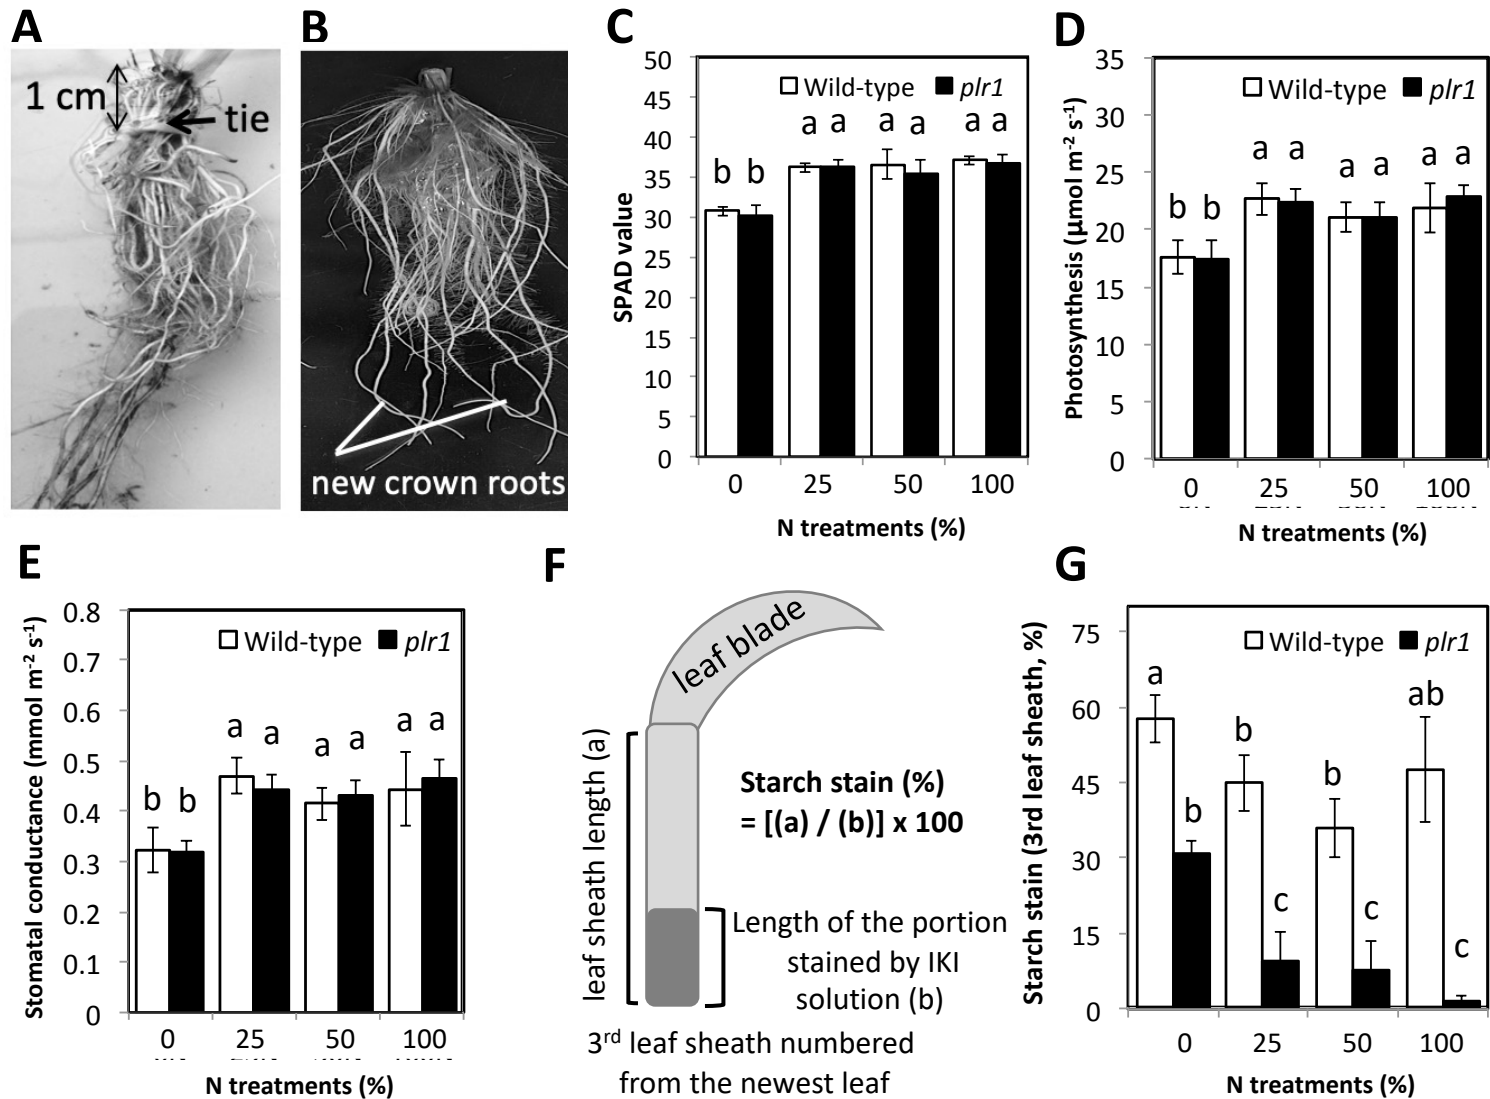 A
1 cm
tie
B
new crown roots
C
50
45
40
35
30
25
20
15
10
5
0
SPAD value
Wild-type plr1
b b a a a a a a
0 25 50 100
N treatments (%)
D
35
30
25
20
15
10
5
0
Photosynthesis (µmol m-2 s-1)
Wild-type plr1
b b a a a a a a
0 25 50 100
N treatments (%)
E
0.8
0.7
0.6
0.5
0.4
0.3
0.2
0.1
0
Stomatal conductance (mmol m-2 s-1)
Wild-type plr1
b b a a a a a a
0 25 50 100
N treatments (%)
F
leaf blade
leaf sheath length (a)
Starch stain (%)
= [(a) / (b)] x 100
Length of the portion
stained by IKI
solution (b)
3rd leaf sheath numbered
from the newest leaf
G
75
60
45
30
15
0
Starch stain (3rd leaf sheath, %)
Wild-type plr1
a b b c b c ab c
0 25 50 100
N treatments (%)